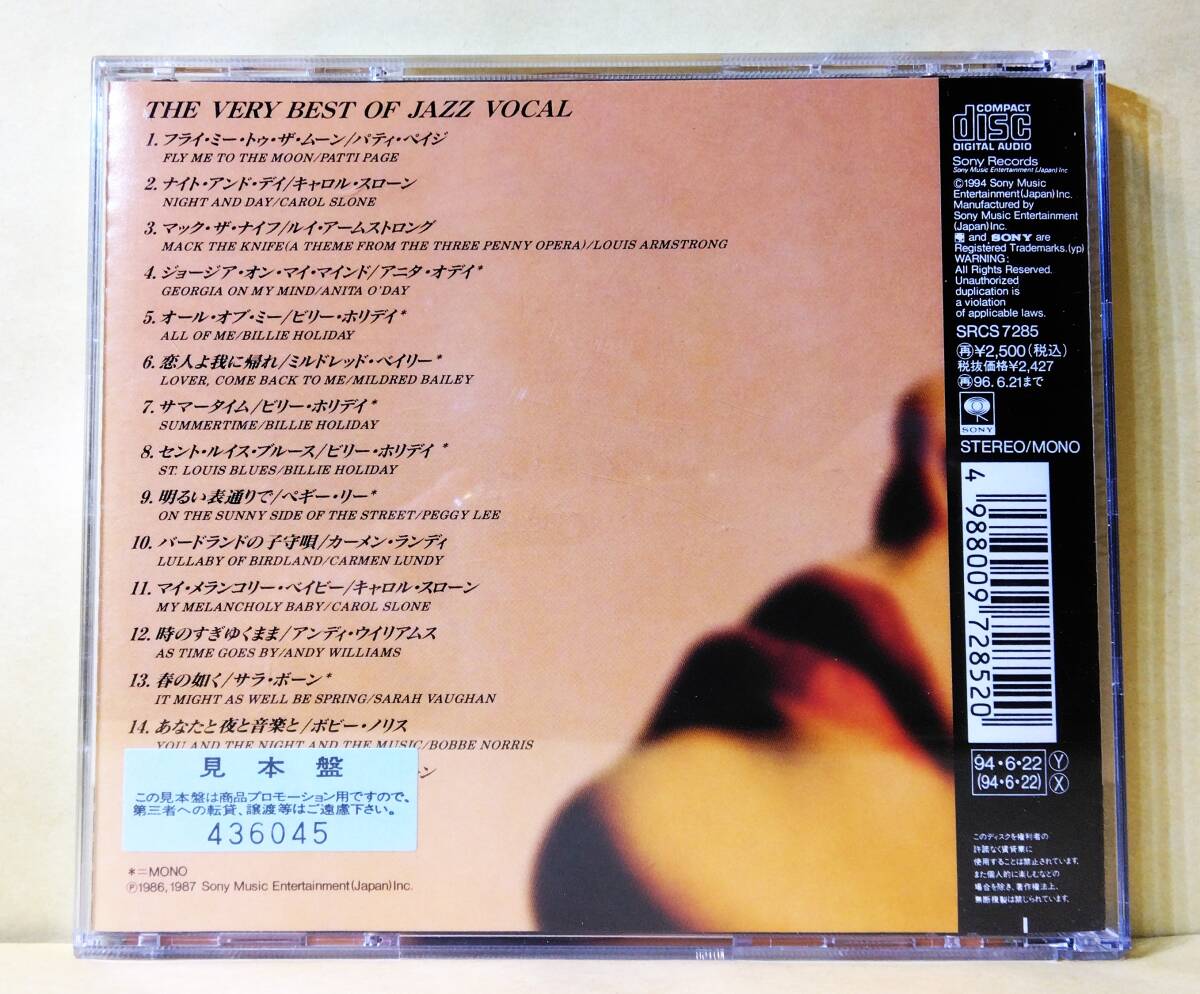 THE VERY BEST OF JAZZ VOCAL
1. フライ・ミー・トゥ・ザ・ムーン/パティ・ペイジ
FLY ME TO THE MOON/PATTI PAGE
2. ナイト・アンド・デイ/キャロル・スローン
NIGHT AND DAY/CAROL SLONE
3. マック・ザ・ナイフ/ルイ・アームストロング
MACK THE KNIFE(A THEME FROM THE THREE PENNY OPERA)/LOUIS ARMSTRONG
4. ジョージア・オン・マイ・マインド/アニタ・オデイ*
GEORGIA ON MY MIND/ANITA O'DAY
5. オール・オブ・ミー/ビリー・ホリデイ*
ALL OF ME/BILLIE HOLIDAY
6. 恋人よ我に帰れ/ミルドレッド・ベイリー*
LOVER, COME BACK TO ME/MILDRED BAILEY
7. サマータイム/ビリー・ホリデイ*
SUMMERTIME/BILLIE HOLIDAY
8. セント・ルイス・ブルース/ビリー・ホリデイ*
ST. LOUIS BLUES/BILLIE HOLIDAY
9. 明るい表通りで/ペギー・リー*
ON THE SUNNY SIDE OF THE STREET/PEGGY LEE
10. バードランドの子守唄/カーメン・ランディ
LULLABY OF BIRDLAND/CARMEN LUNDY
11. マイ・メランコリー・ベイビー/キャロル・スローン
MY MELANCHOLY BABY/CAROL SLONE
12. 時のすぎゆくまま/アンディ・ウイリアムス
AS TIME GOES BY/ANDY WILLIAMS
13. 春の如く/サラ・ボーン*
IT MIGHT AS WELL BE SPRING/SARAH VAUGHAN
14. あなたと夜と音楽と/ボビー・ノリス
YOU AND THE NIGHT AND THE MUSIC/BOBBE NORRIS
ーン
見本盤
この見本盤は商品プロモーション用ですので、
第三者への転貸、譲渡等はご遠慮下さい。
436045
*=MONO
Ⓟ1986, 1987 Sony Music Entertainment (Japan) Inc.
COMPACT
disc
DIGITAL AUDIO
Sony Records
Sony Music Entertainment (Japan) Inc
©1994 Sony Music
Entertainment(Japan)Inc.
Manufactured by
Sony Music Entertainment
(Japan)Inc.
and SONY are
Registered Trademarks.(yp)
WARNING:
All Rights Reserved.
Unauthorized
duplication is
a violation
of applicable laws.
SRCS 7285
再¥2,500(税込)
税抜価格¥2,427
再96.6.21まで
SONY
STEREO/MONO
4 988009 728520
94・6・22 Y
(94・6・22) X
このディスクを権利者の
許諾なく賃貸業に
使用することは禁止されています。
また個人的に楽しむなどの
場合を除き、著作権法上、
無断複製は禁じられています。